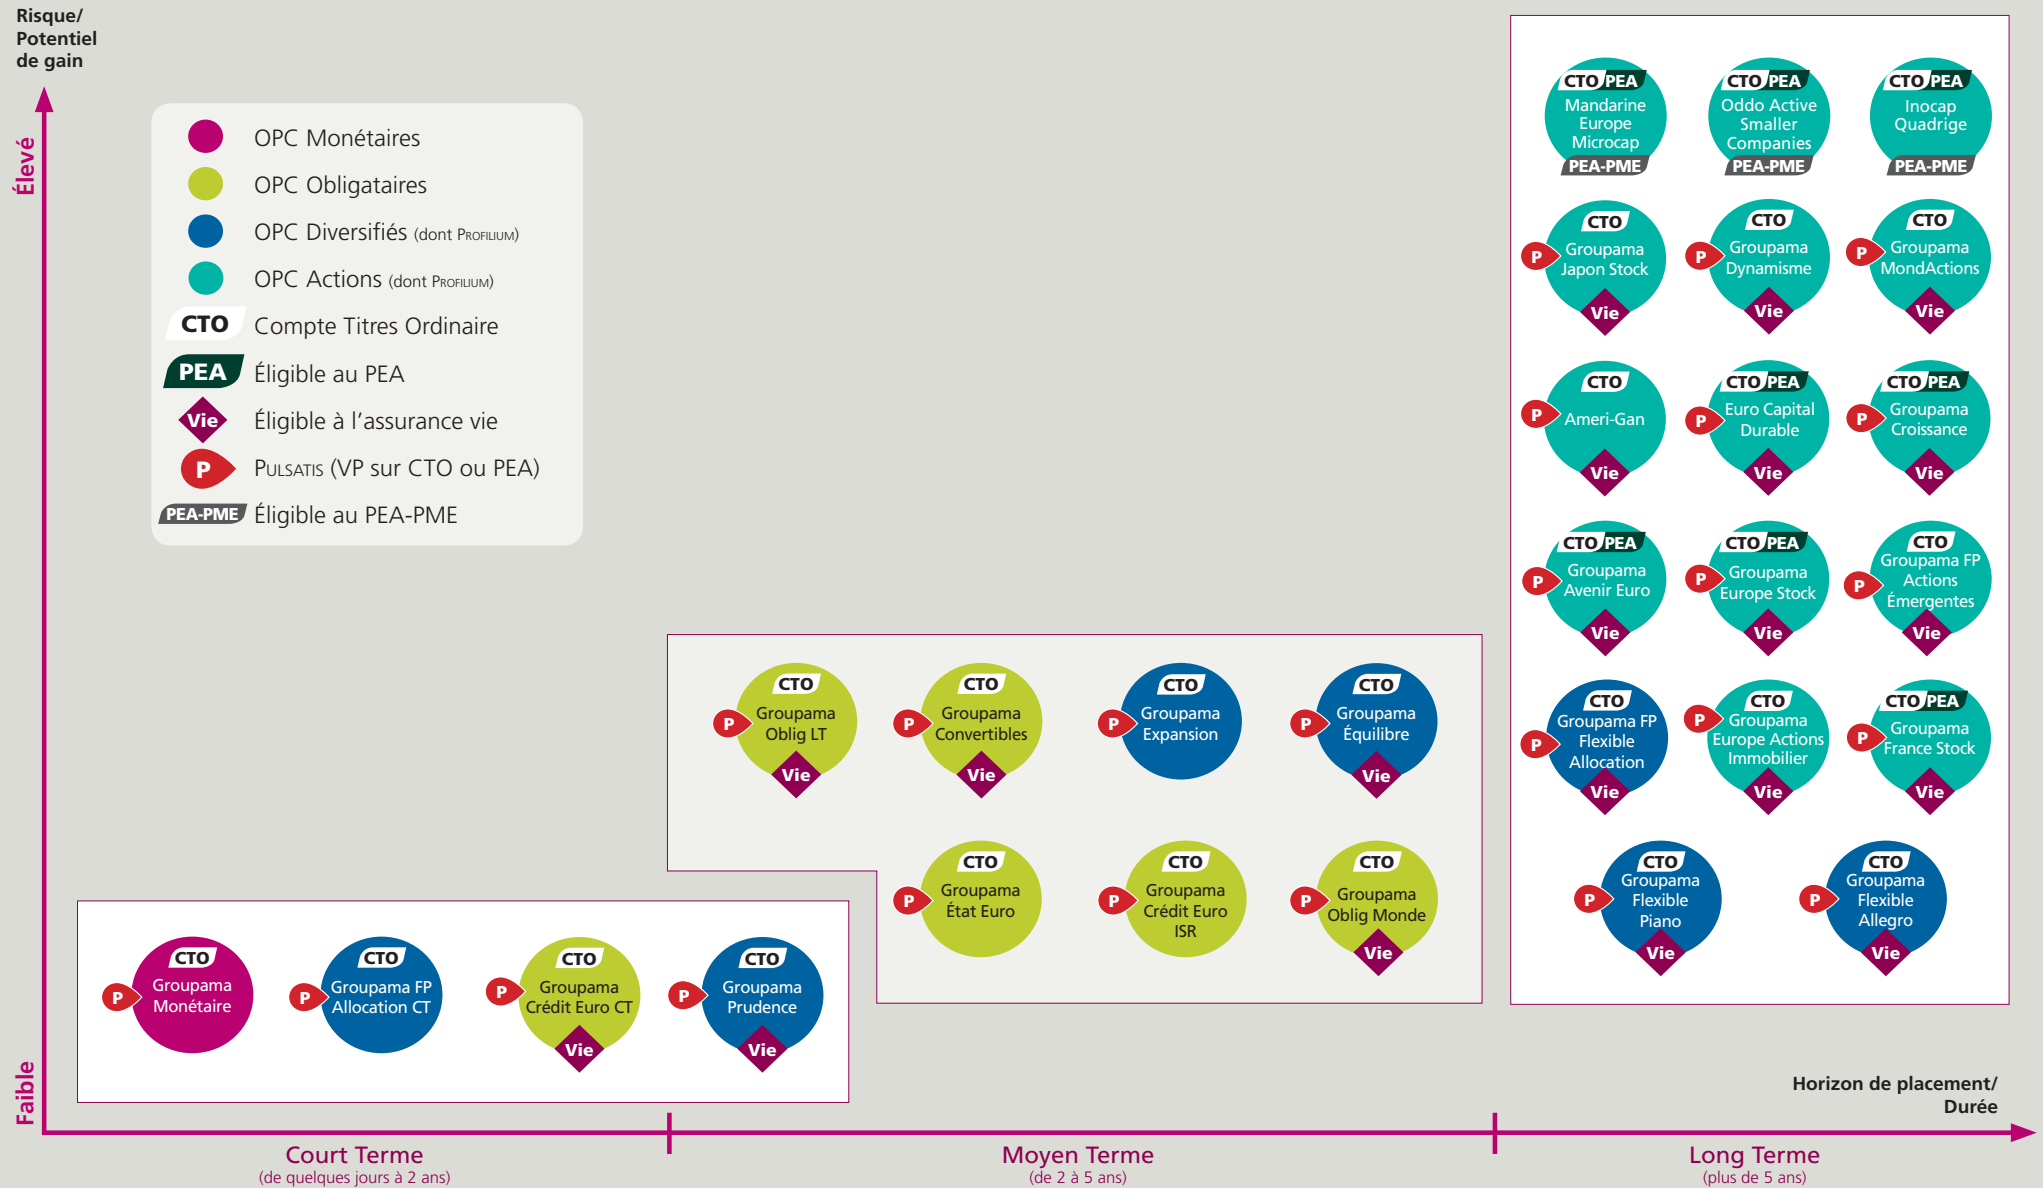 Risque/
Potentiel
de gain
Élevé
Faible
OPC Monétaires
OPC Obligataires
OPC Diversifiés (dont Profilium)
OPC Actions (dont Profilium)
CTO Compte Titres Ordinaire
PEA Éligible au PEA
Vie Éligible à l’assurance vie
P Pulsatis (VP sur CTO ou PEA)
PEA-PME Éligible au PEA-PME
CTO PEA
Mandarine
Europe
Microcap
PEA-PME
CTO PEA
Oddo Active
Smaller
Companies
PEA-PME
CTO PEA
Inocap
Quadrige
PEA-PME
CTO
P
Groupama
Japon Stock
Vie
CTO
P
Groupama
Dynamisme
Vie
CTO
P
Groupama
MondActions
Vie
CTO
P
Ameri-Gan
Vie
CTO PEA
P
Euro Capital
Durable
Vie
CTO PEA
P
Groupama
Croissance
Vie
CTO PEA
P
Groupama
Avenir Euro
Vie
CTO PEA
P
Groupama
Europe Stock
Vie
CTO
P
Groupama FP
Actions
Émergentes
Vie
CTO
P
Groupama FP
Flexible
Allocation
Vie
CTO
P
Groupama
Europe Actions
Immobilier
Vie
CTO PEA
P
Groupama
France Stock
Vie
CTO
P
Groupama
Flexible
Piano
Vie
CTO
P
Groupama
Flexible
Allegro
Vie
CTO
P
Groupama
Oblig LT
Vie
CTO
P
Groupama
Convertibles
Vie
CTO
P
Groupama
Expansion
CTO
P
Groupama
Équilibre
Vie
CTO
P
Groupama
État Euro
CTO
P
Groupama
Crédit Euro
ISR
CTO
P
Groupama
Oblig Monde
Vie
CTO
P
Groupama
Monétaire
CTO
P
Groupama FP
Allocation CT
CTO
P
Groupama
Crédit Euro CT
Vie
CTO
P
Groupama
Prudence
Vie
Horizon de placement/
Durée
Court Terme
(de quelques jours à 2 ans)
Moyen Terme
(de 2 à 5 ans)
Long Terme
(plus de 5 ans)